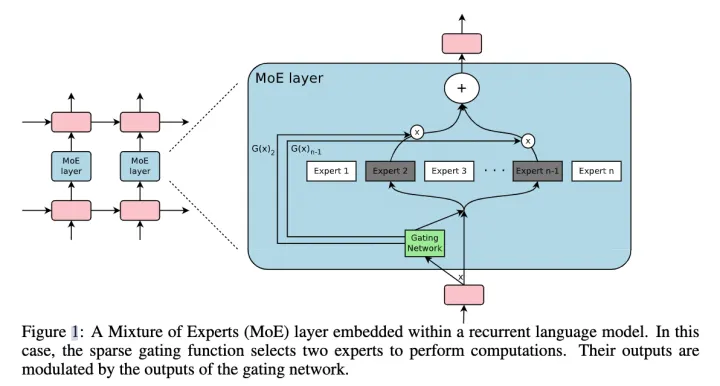 MoE layer
MoE
layer
MoE
layer
+
x
x
G(x)2
G(x)n-1
Expert 1
Expert 2
Expert 3
. . .
Expert n-1
Expert n
Gating
Network
x
Figure 1: A Mixture of Experts (MoE) layer embedded within a recurrent language model. In this
case, the sparse gating function selects two experts to perform computations. Their outputs are
modulated by the outputs of the gating network.